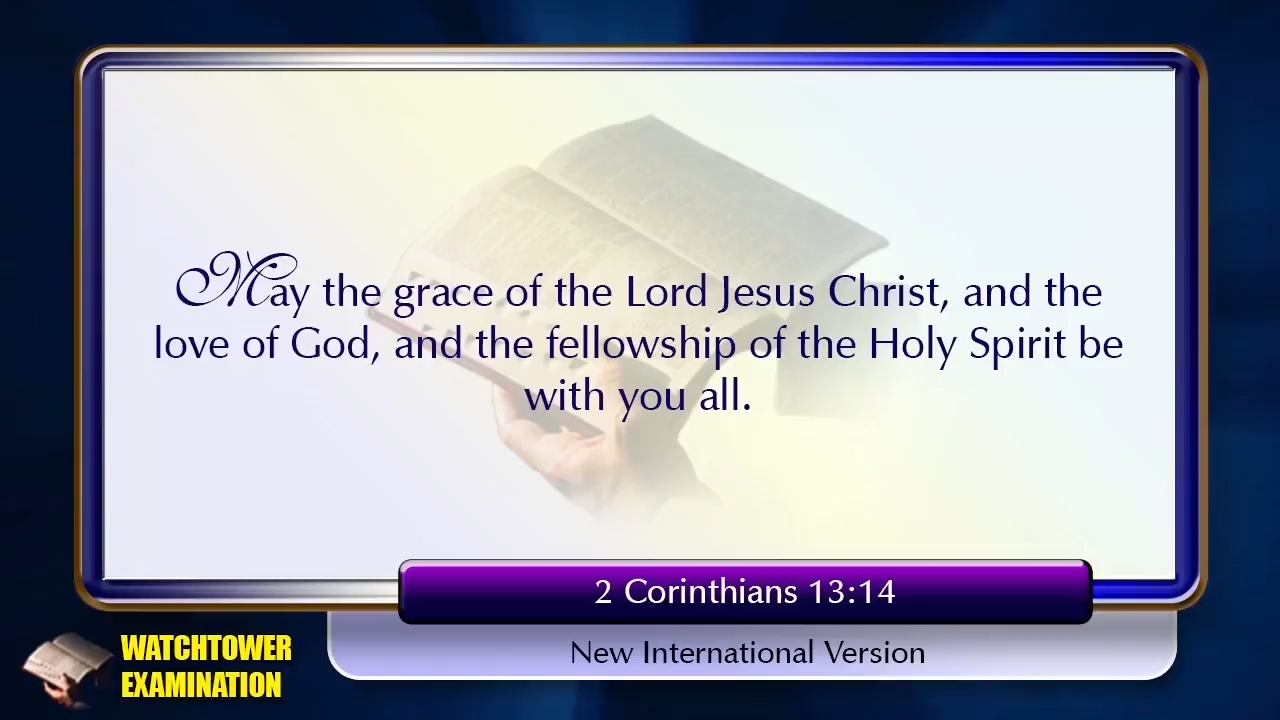 May the grace of the Lord Jesus Christ, and the
love of God, and the fellowship of the Holy Spirit be
with you all.
2 Corinthians 13:14
New International Version
WATCHTOWER
EXAMINATION